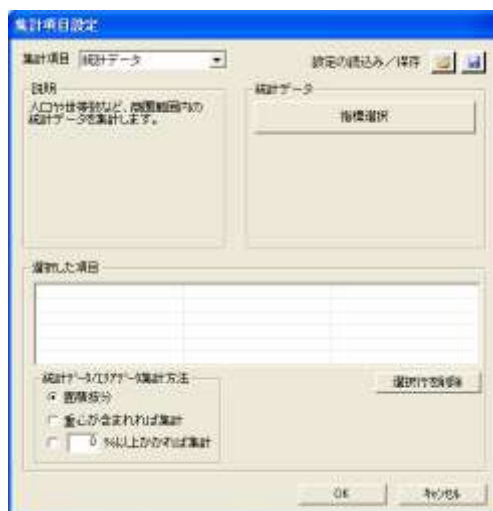 集計項目設定
集計項目 統計データ
設定の読込み／保存
説明
人口や世帯数など、商圏範囲内の
統計データを集計します。
統計データ
指標選択
選択した項目
統計ﾃﾞｰﾀ/ｴﾘｱﾃﾞｰﾀ集計方法
面積按分
重心が含まれれば集計
0 %以上かかれば集計
選択行を削除
OK
ｷｬﾝｾﾙ